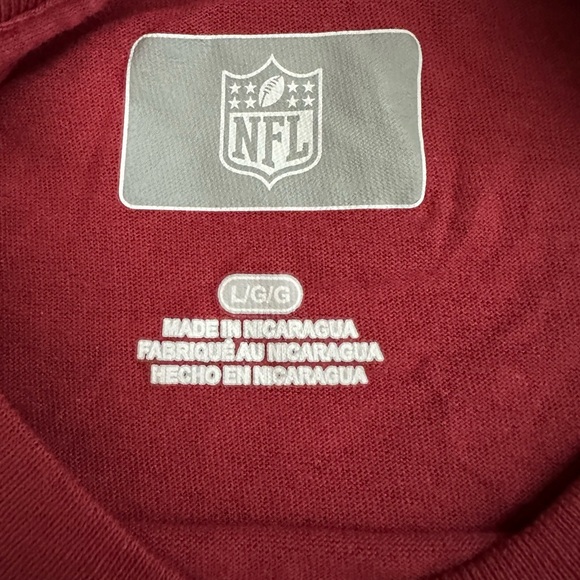 NFL
L/G/G
MADE IN NICARAGUA
FABRIQUÉ AU NICARAGUA
HECHO EN NICARAGUA